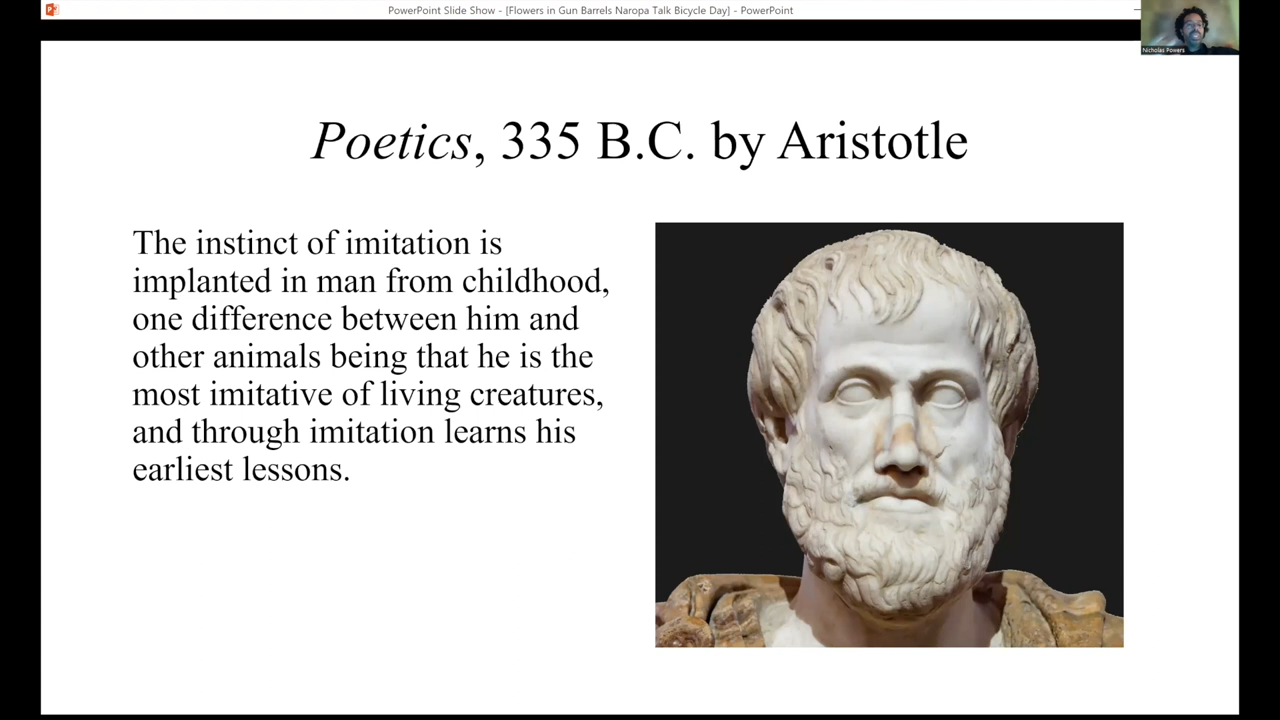 PowerPoint Slide Show - [Flowers in Gun Barrels Naropa Talk Bicycle Day] - PowerPoint
Nicholas Powers
Poetics, 335 B.C. by Aristotle
The instinct of imitation is
implanted in man from childhood,
one difference between him and
other animals being that he is the
most imitative of living creatures,
and through imitation learns his
earliest lessons.